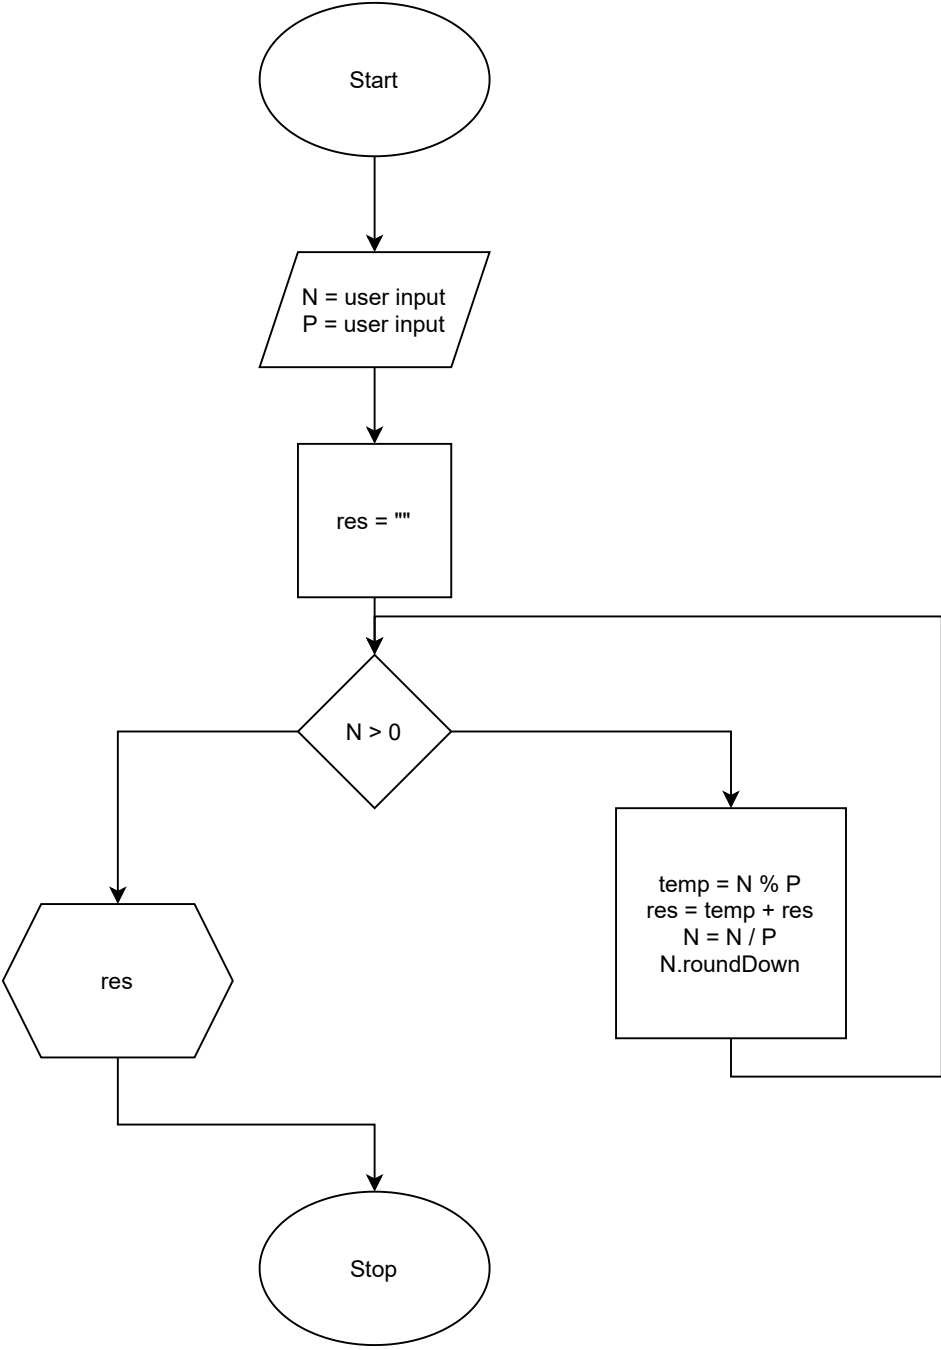 Start
N = user input
P = user input
res = ""
N > 0
temp = N % P
res = temp + res
N = N / P
N.roundDown
res
Stop